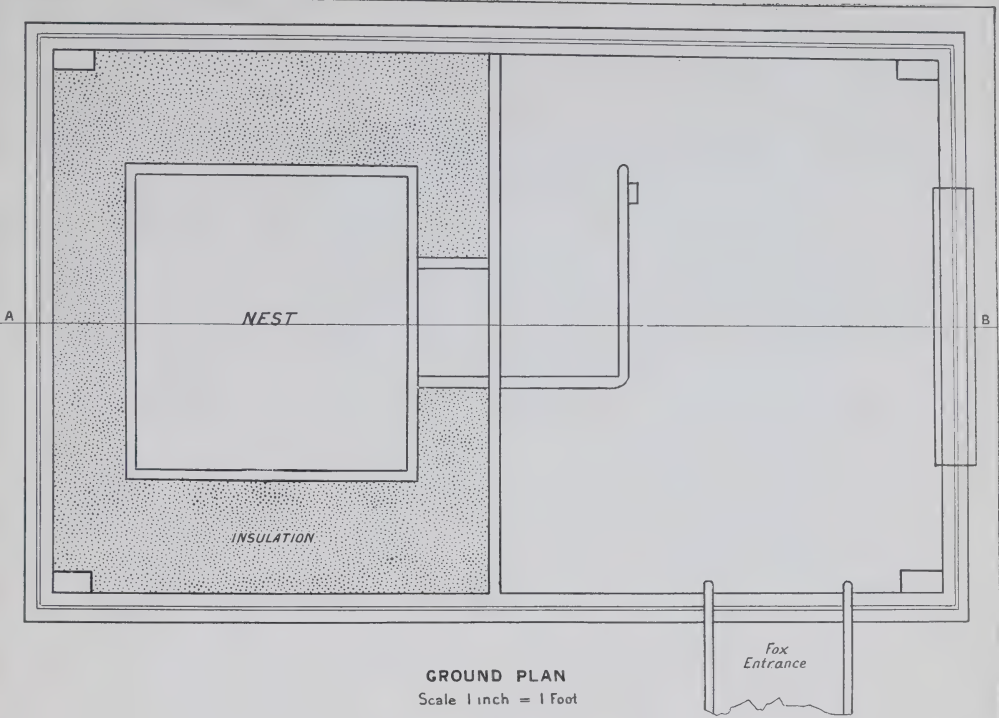 A
NEST
B
INSULATION
Fox
Entrance
GROUND PLAN
Scale 1 inch = 1 Foot